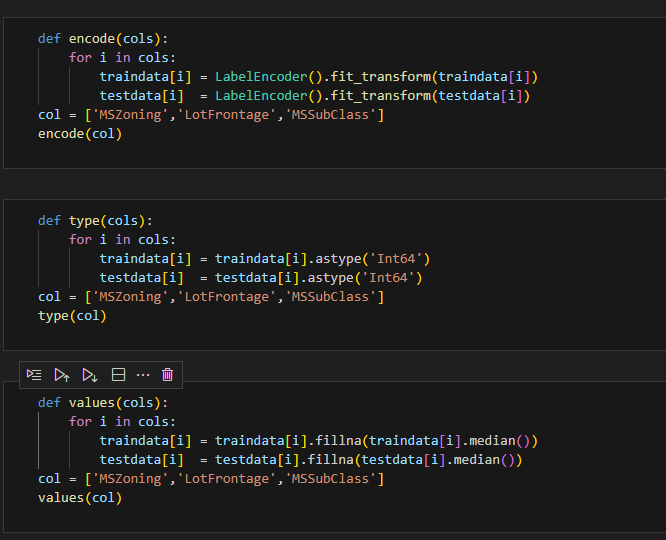 def encode(cols):
    for i in cols:
        traindata[i] = LabelEncoder().fit_transform(traindata[i])
        testdata[i]  = LabelEncoder().fit_transform(testdata[i])
col = ['MSZoning','LotFrontage','MSSubClass']
encode(col)
def type(cols):
    for i in cols:
        traindata[i] = traindata[i].astype('Int64')
        testdata[i]  = testdata[i].astype('Int64')
col = ['MSZoning','LotFrontage','MSSubClass']
type(col)
def values(cols):
    for i in cols:
        traindata[i] = traindata[i].fillna(traindata[i].median())
        testdata[i]  = testdata[i].fillna(testdata[i].median())
col = ['MSZoning','LotFrontage','MSSubClass']
values(col)